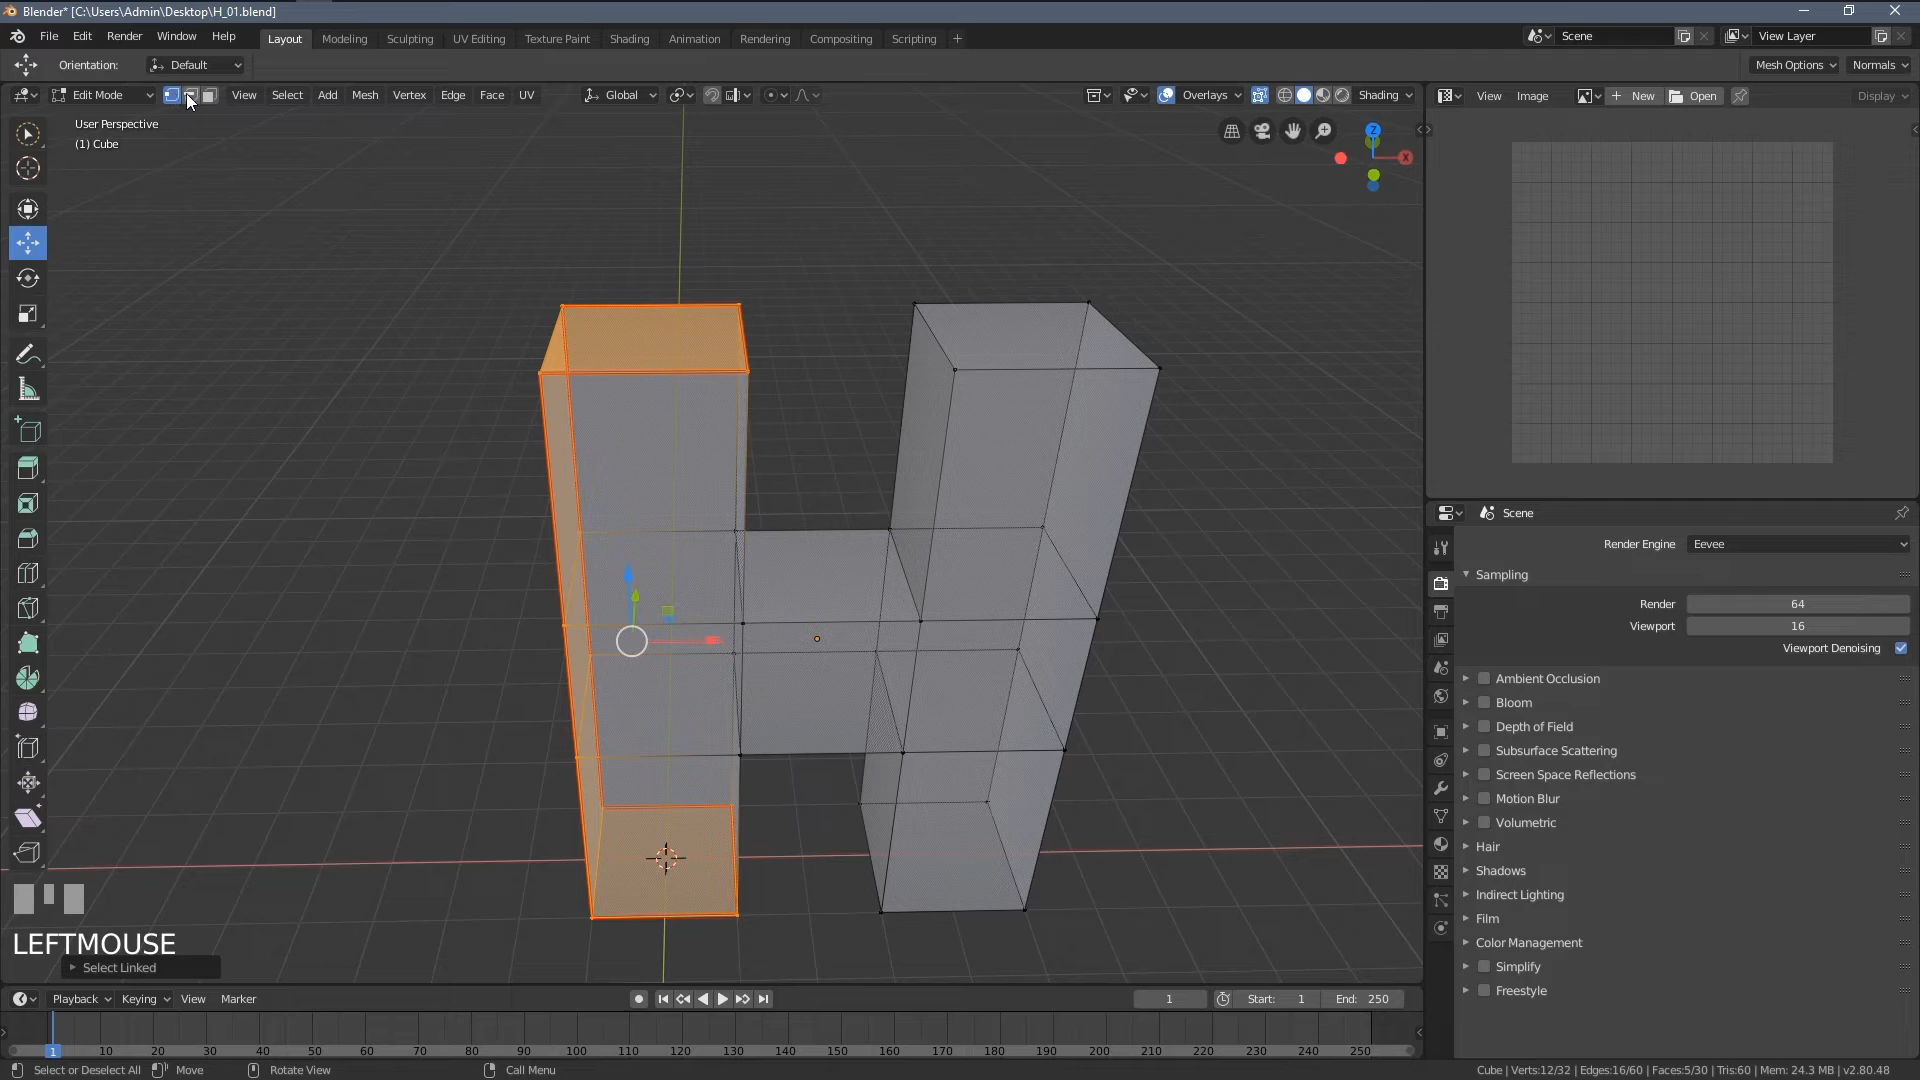 Blender* [C:\Users\Admin\Desktop\H_01.blend]
File Edit Render Window Help
Layout Modeling Sculpting UV Editing Texture Paint Shading Animation Rendering Compositing Scripting +
Scene
View Layer
Orientation: Default
Mesh Options
Normals
Edit Mode
View Select Add Mesh Vertex Edge Face UV
Global
Overlays
Shading
View Image
New
Open
Display
User Perspective
(1) Cube
Z
X
Scene
Render Engine Eevee
Sampling
Render 64
Viewport 16
Viewport Denoising
Ambient Occlusion
Bloom
Depth of Field
Subsurface Scattering
Screen Space Reflections
Motion Blur
Volumetric
Hair
Shadows
Indirect Lighting
Film
Color Management
Simplify
Freestyle
LEFTMOUSE
Select Linked
Playback Keying View Marker
1
Start: 1
End: 250
1 10 20 30 40 50 60 70 80 90 100 110 120 130 140 150 160 170 180 190 200 210 220 230 240 250
Select or Deselect All
Move
Rotate View
Call Menu
Cube | Verts:12/32 | Edges:16/60 | Faces:5/30 | Tris:60 | Mem: 24.3 MB | v2.80.48